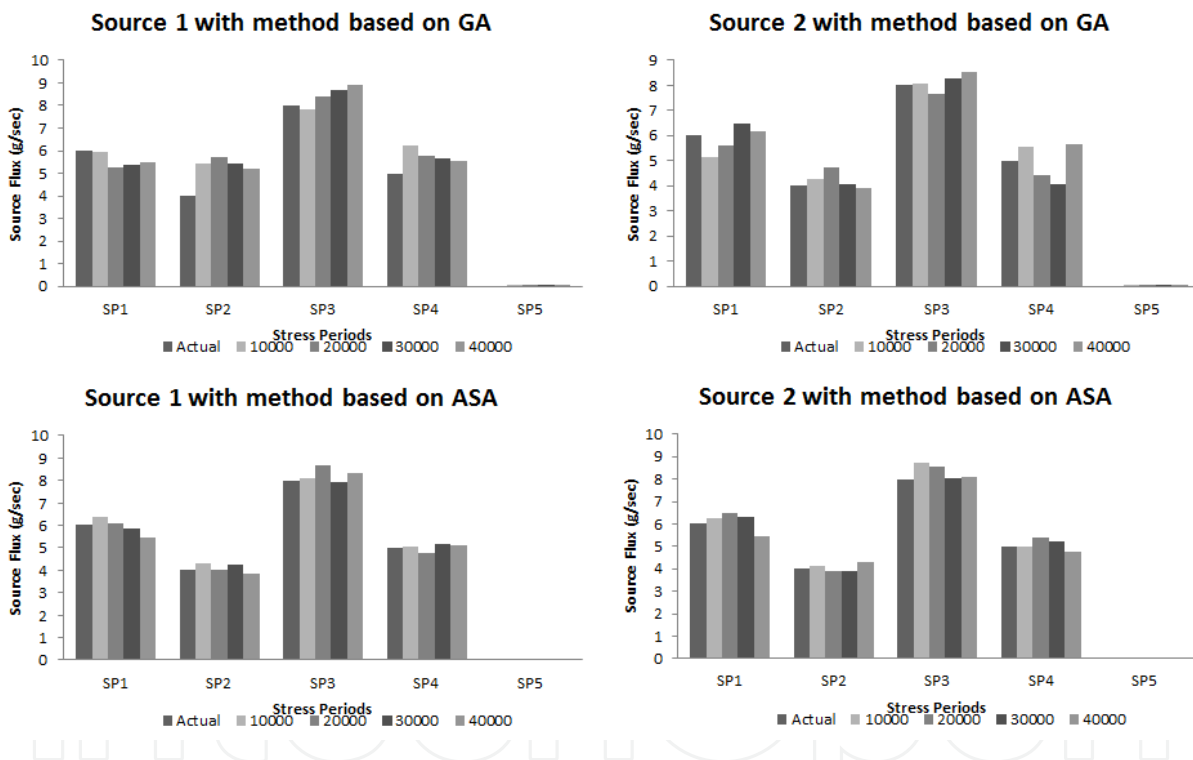 Source 1 with method based on GA
Source Flux (g/sec)
10
9
8
7
6
5
4
3
2
1
0
SP1 SP2 SP3 SP4 SP5
Stress Periods
Actual 10000 20000 30000 40000
Source 2 with method based on GA
Source Flux (g/sec)
9
8
7
6
5
4
3
2
1
0
SP1 SP2 SP3 SP4 SP5
Stress Periods
Actual 10000 20000 30000 40000
Source 1 with method based on ASA
Source Flux (g/sec)
10
9
8
7
6
5
4
3
2
1
0
SP1 SP2 SP3 SP4 SP5
Stress Periods
Actual 10000 20000 30000 40000
Source 2 with method based on ASA
Source Flux (g/sec)
10
9
8
7
6
5
4
3
2
1
0
SP1 SP2 SP3 SP4 SP5
Stress Periods
Actual 10000 20000 30000 40000